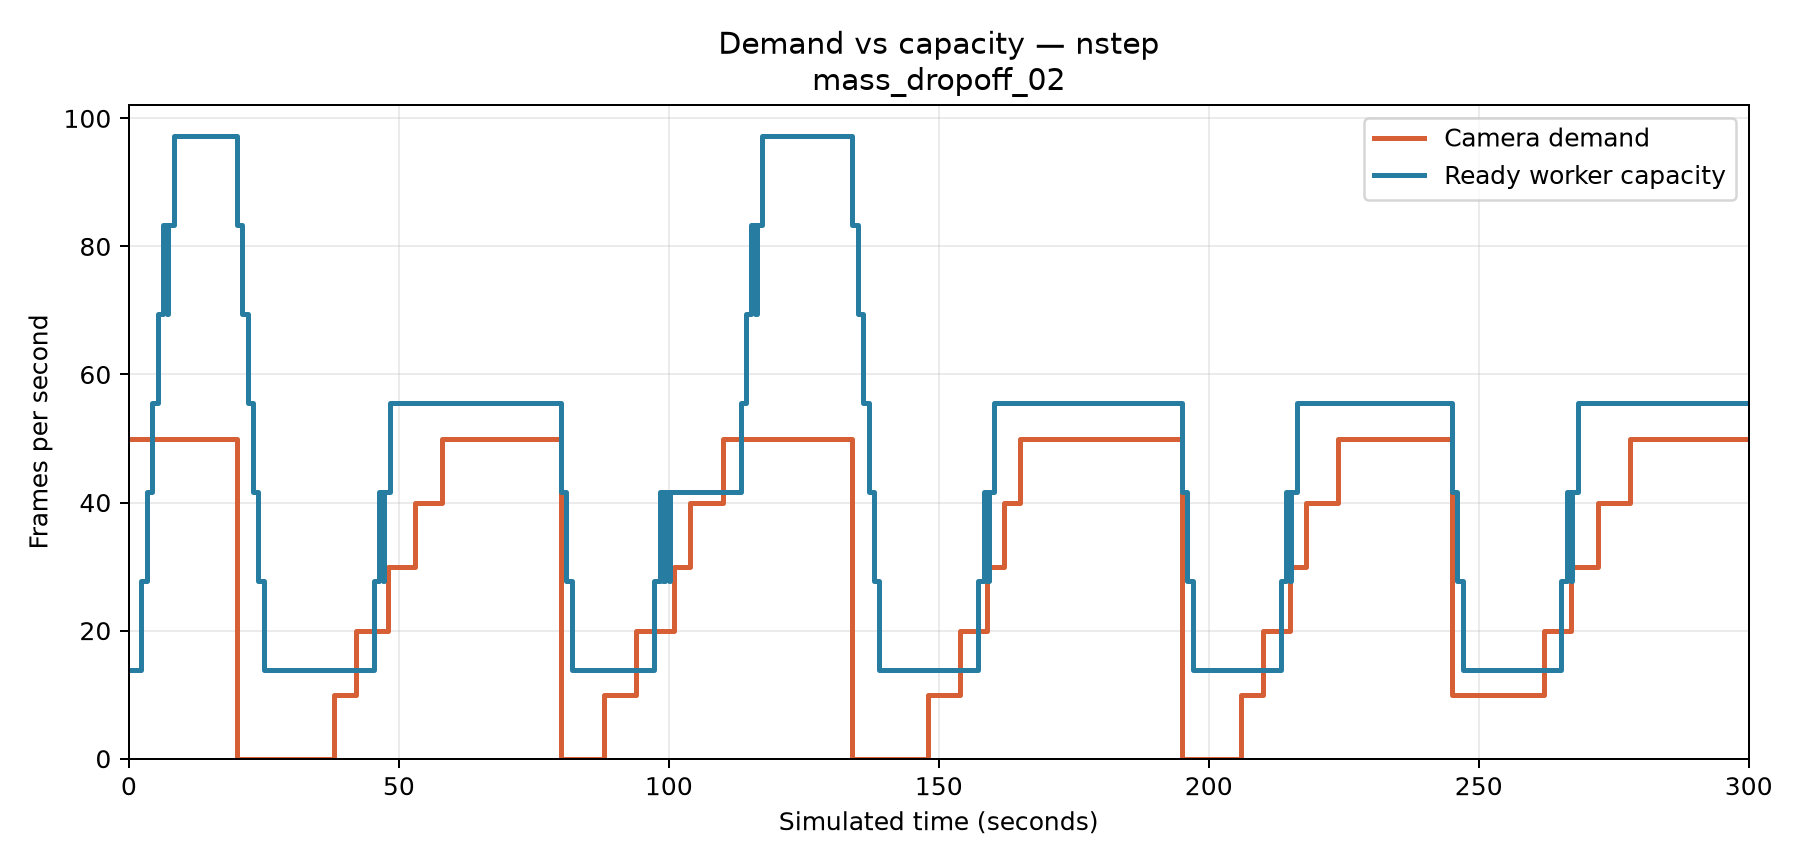 Demand vs capacity — nstep
mass_dropoff_02
Camera demand
Ready worker capacity
Frames per second
100
80
60
40
20
0
0 50 100 150 200 250 300
Simulated time (seconds)